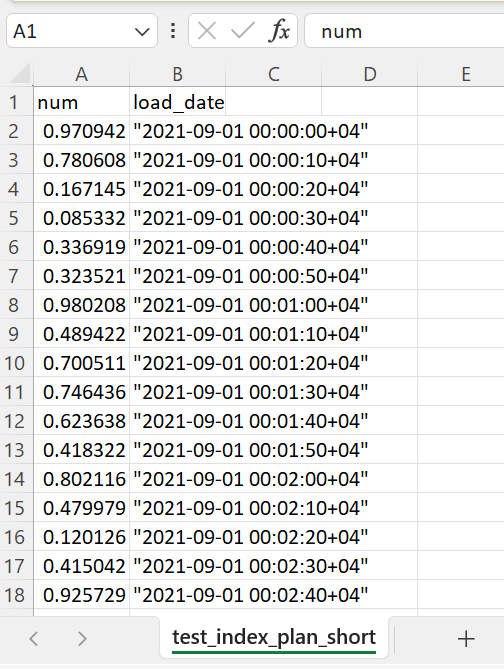 A1 fx num
A B C D E
1 num load_date
2 0.970942 "2021-09-01 00:00:00+04"
3 0.780608 "2021-09-01 00:00:10+04"
4 0.167145 "2021-09-01 00:00:20+04"
5 0.085332 "2021-09-01 00:00:30+04"
6 0.336919 "2021-09-01 00:00:40+04"
7 0.323521 "2021-09-01 00:00:50+04"
8 0.980208 "2021-09-01 00:01:00+04"
9 0.489422 "2021-09-01 00:01:10+04"
10 0.700511 "2021-09-01 00:01:20+04"
11 0.746436 "2021-09-01 00:01:30+04"
12 0.623638 "2021-09-01 00:01:40+04"
13 0.418322 "2021-09-01 00:01:50+04"
14 0.802116 "2021-09-01 00:02:00+04"
15 0.479979 "2021-09-01 00:02:10+04"
16 0.120126 "2021-09-01 00:02:20+04"
17 0.415042 "2021-09-01 00:02:30+04"
18 0.925729 "2021-09-01 00:02:40+04"
test_index_plan_short